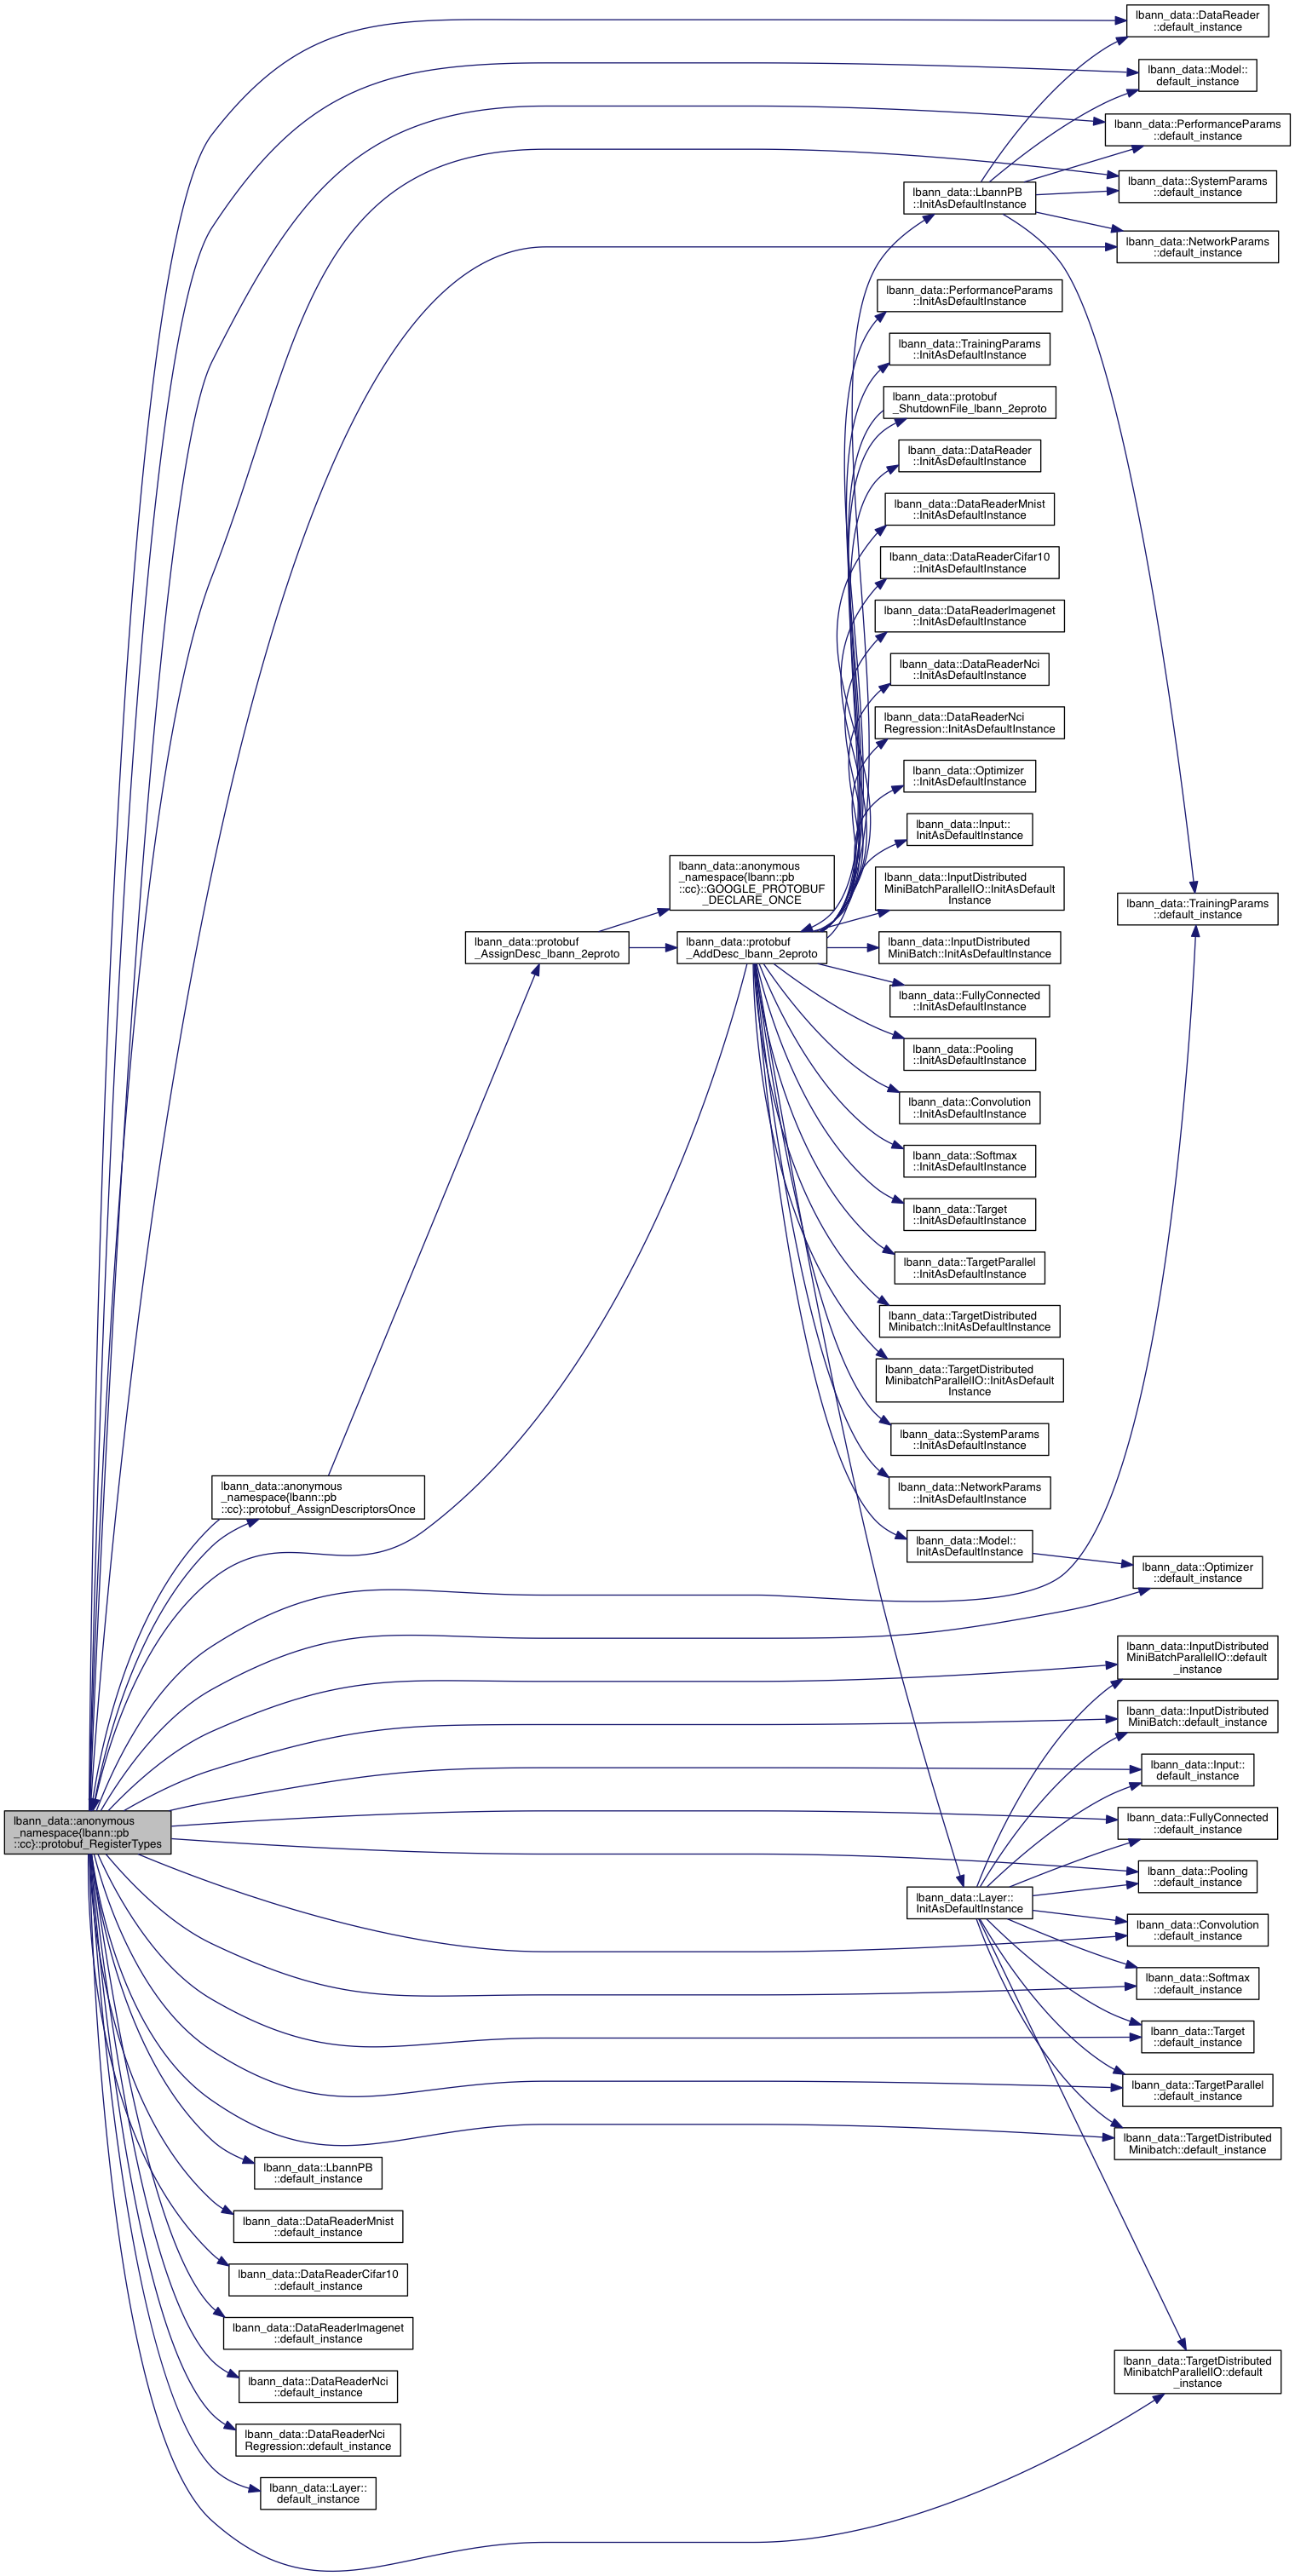 lbann_data::DataReader
::default_instance
lbann_data::Model::
default_instance
lbann_data::PerformanceParams
::default_instance
lbann_data::SystemParams
::default_instance
lbann_data::LbannPB
::InitAsDefaultInstance
lbann_data::NetworkParams
::default_instance
lbann_data::PerformanceParams
::InitAsDefaultInstance
lbann_data::TrainingParams
::InitAsDefaultInstance
lbann_data::protobuf
_ShutdownFile_lbann_2eproto
lbann_data::DataReader
::InitAsDefaultInstance
lbann_data::DataReaderMnist
::InitAsDefaultInstance
lbann_data::DataReaderCifar10
::InitAsDefaultInstance
lbann_data::DataReaderImagenet
::InitAsDefaultInstance
lbann_data::DataReaderNci
::InitAsDefaultInstance
lbann_data::DataReaderNci
Regression::InitAsDefaultInstance
lbann_data::Optimizer
::InitAsDefaultInstance
lbann_data::Input::
InitAsDefaultInstance
lbann_data::anonymous
_namespace{lbann::pb
::cc}::GOOGLE_PROTOBUF
_DECLARE_ONCE
lbann_data::InputDistributed
MiniBatchParallelIO::InitAsDefault
Instance
lbann_data::TrainingParams
::default_instance
lbann_data::protobuf
_AssignDesc_lbann_2eproto
lbann_data::protobuf
_AddDesc_lbann_2eproto
lbann_data::InputDistributed
MiniBatch::InitAsDefaultInstance
lbann_data::FullyConnected
::InitAsDefaultInstance
lbann_data::Pooling
::InitAsDefaultInstance
lbann_data::Convolution
::InitAsDefaultInstance
lbann_data::Softmax
::InitAsDefaultInstance
lbann_data::Target
::InitAsDefaultInstance
lbann_data::TargetParallel
::InitAsDefaultInstance
lbann_data::TargetDistributed
Minibatch::InitAsDefaultInstance
lbann_data::TargetDistributed
MinibatchParallelIO::InitAsDefault
Instance
lbann_data::SystemParams
::InitAsDefaultInstance
lbann_data::anonymous
_namespace{lbann::pb
::cc}::protobuf_AssignDescriptorsOnce
lbann_data::NetworkParams
::InitAsDefaultInstance
lbann_data::Model::
InitAsDefaultInstance
lbann_data::Optimizer
::default_instance
lbann_data::InputDistributed
MiniBatchParallelIO::default
_instance
lbann_data::InputDistributed
MiniBatch::default_instance
lbann_data::Input::
default_instance
lbann_data::anonymous
_namespace{lbann::pb
::cc}::protobuf_RegisterTypes
lbann_data::FullyConnected
::default_instance
lbann_data::Pooling
::default_instance
lbann_data::Layer::
InitAsDefaultInstance
lbann_data::Convolution
::default_instance
lbann_data::Softmax
::default_instance
lbann_data::Target
::default_instance
lbann_data::TargetParallel
::default_instance
lbann_data::TargetDistributed
Minibatch::default_instance
lbann_data::LbannPB
::default_instance
lbann_data::DataReaderMnist
::default_instance
lbann_data::DataReaderCifar10
::default_instance
lbann_data::DataReaderImagenet
::default_instance
lbann_data::DataReaderNci
::default_instance
lbann_data::TargetDistributed
MinibatchParallelIO::default
_instance
lbann_data::DataReaderNci
Regression::default_instance
lbann_data::Layer::
default_instance